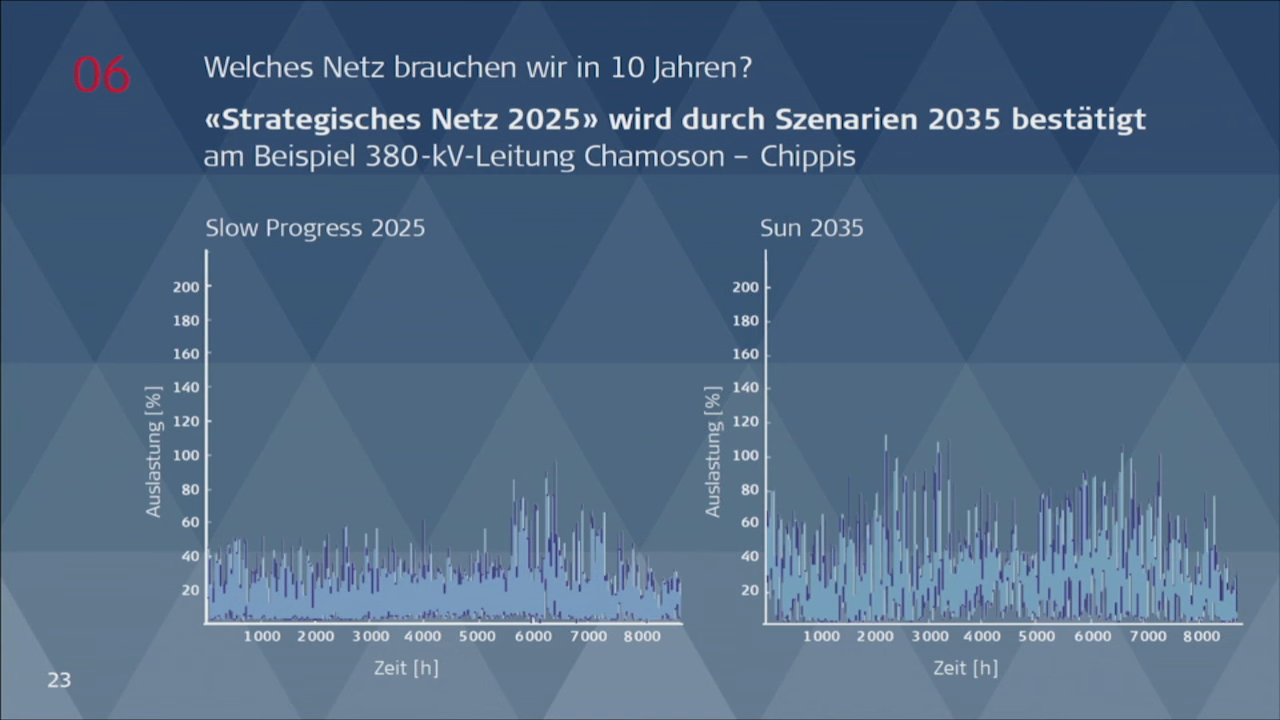 06
Welches Netz brauchen wir in 10 Jahren?
«Strategisches Netz 2025» wird durch Szenarien 2035 bestätigt
am Beispiel 380-kV-Leitung Chamoson – Chippis
Slow Progress 2025
200
180
160
140
120
100
80
60
40
20
Auslastung [%]
1000 2000 3000 4000 5000 6000 7000 8000
Zeit [h]
Sun 2035
200
180
160
140
120
100
80
60
40
20
Auslastung [%]
1000 2000 3000 4000 5000 6000 7000 8000
Zeit [h]
23